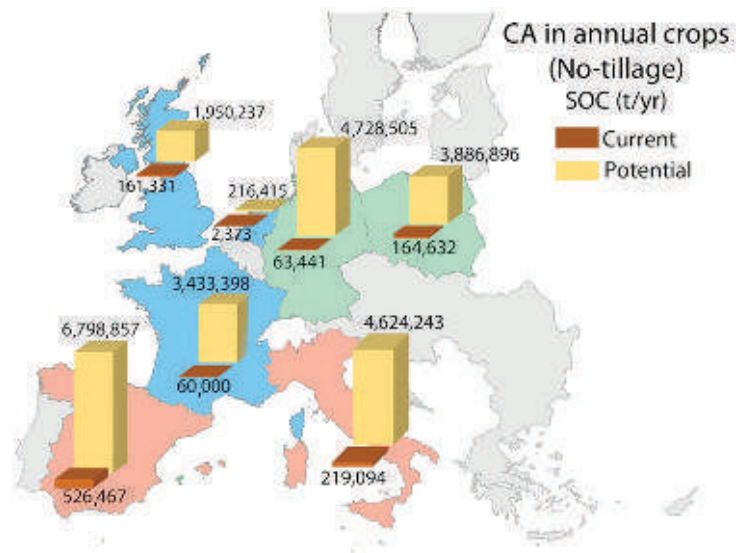 CA in annual crops
(No-tillage)
SOC (t/yr)
Current
Potential
1,950,237
161,331
216,415
2,373
4,728,505
63,441
3,886,896
164,632
3,433,398
60,000
6,798,857
526,467
4,624,243
219,094